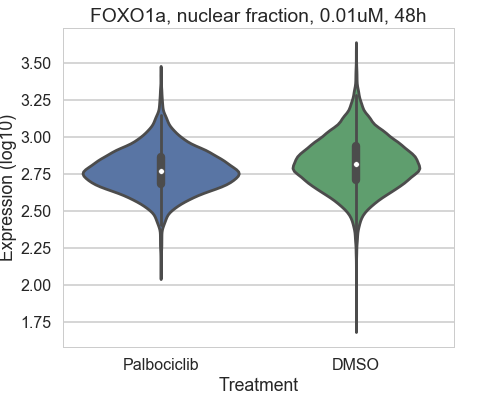 FOXO1a, nuclear fraction, 0.01uM, 48h
Expression (log10)
3.50
3.25
3.00
2.75
2.50
2.25
2.00
1.75
Palbociclib DMSO
Treatment